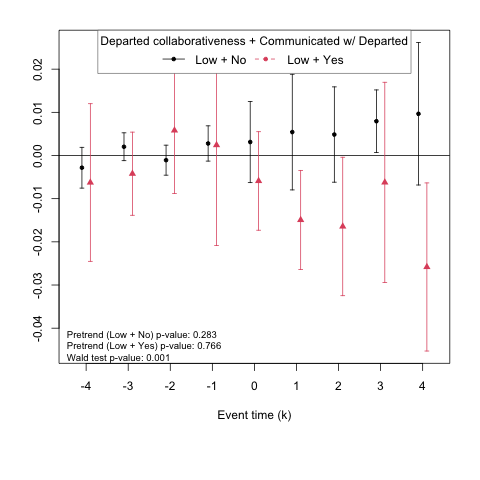 Departed collaborativeness + Communicated w/ Departed
Low + No Low + Yes
0.02
0.01
0.00
-0.01
-0.02
-0.03
-0.04
Pretrend (Low + No) p-value: 0.283
Pretrend (Low + Yes) p-value: 0.766
Wald test p-value: 0.001
-4 -3 -2 -1 0 1 2 3 4
Event time (k)